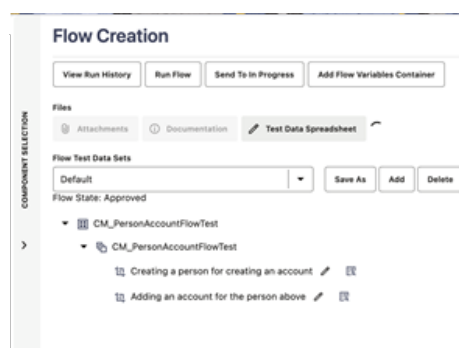 Flow Creation
View Run History Run Flow Send To In Progress Add Flow Variables Container
Files
Attachments Documentation Test Data Spreadsheet
Flow Test Data Sets
Default Save As Add Delete
Flow State: Approved
CM_PersonAccountFlowTest
CM_PersonAccountFlowTest
Creating a person for creating an account
Adding an account for the person above
COMPONENT SELECTION